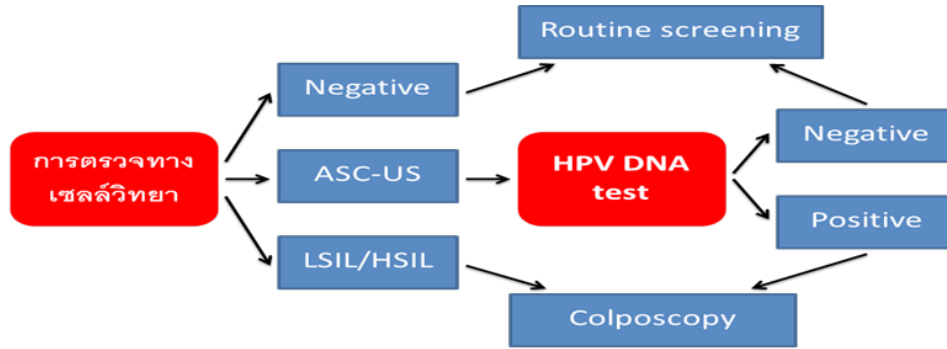 Routine screening
Negative
การตรวจทาง
เซลล์วิทยา
ASC-US
HPV DNA
test
Negative
Positive
LSIL/HSIL
Colposcopy